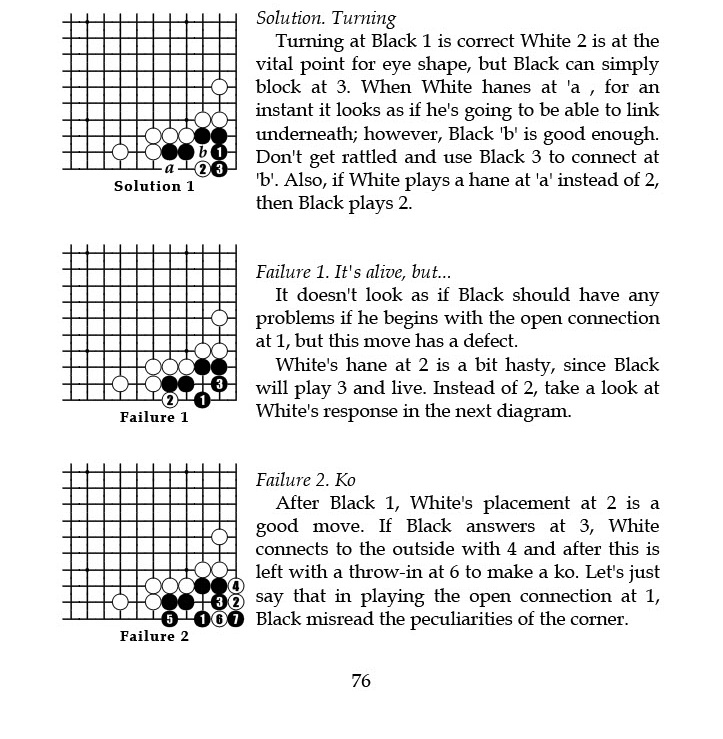 Solution. Turning
Turning at Black 1 is correct White 2 is at the
vital point for eye shape, but Black can simply
block at 3. When White hanes at 'a , for an
instant it looks as if he's going to be able to link
underneath; however, Black 'b' is good enough.
Don't get rattled and use Black 3 to connect at
'b'. Also, if White plays a hane at 'a' instead of 2,
then Black plays 2.
b 1
a 2 3
Solution 1
Failure 1. It's alive, but...
It doesn't look as if Black should have any
problems if he begins with the open connection
at 1, but this move has a defect.
White's hane at 2 is a bit hasty, since Black
will play 3 and live. Instead of 2, take a look at
White's response in the next diagram.
3
2 1
Failure 1
Failure 2. Ko
After Black 1, White's placement at 2 is a
good move. If Black answers at 3, White
connects to the outside with 4 and after this is
left with a throw-in at 6 to make a ko. Let's just
say that in playing the open connection at 1,
Black misread the peculiarities of the corner.
4
3 2
5 1 6 7
Failure 2
76